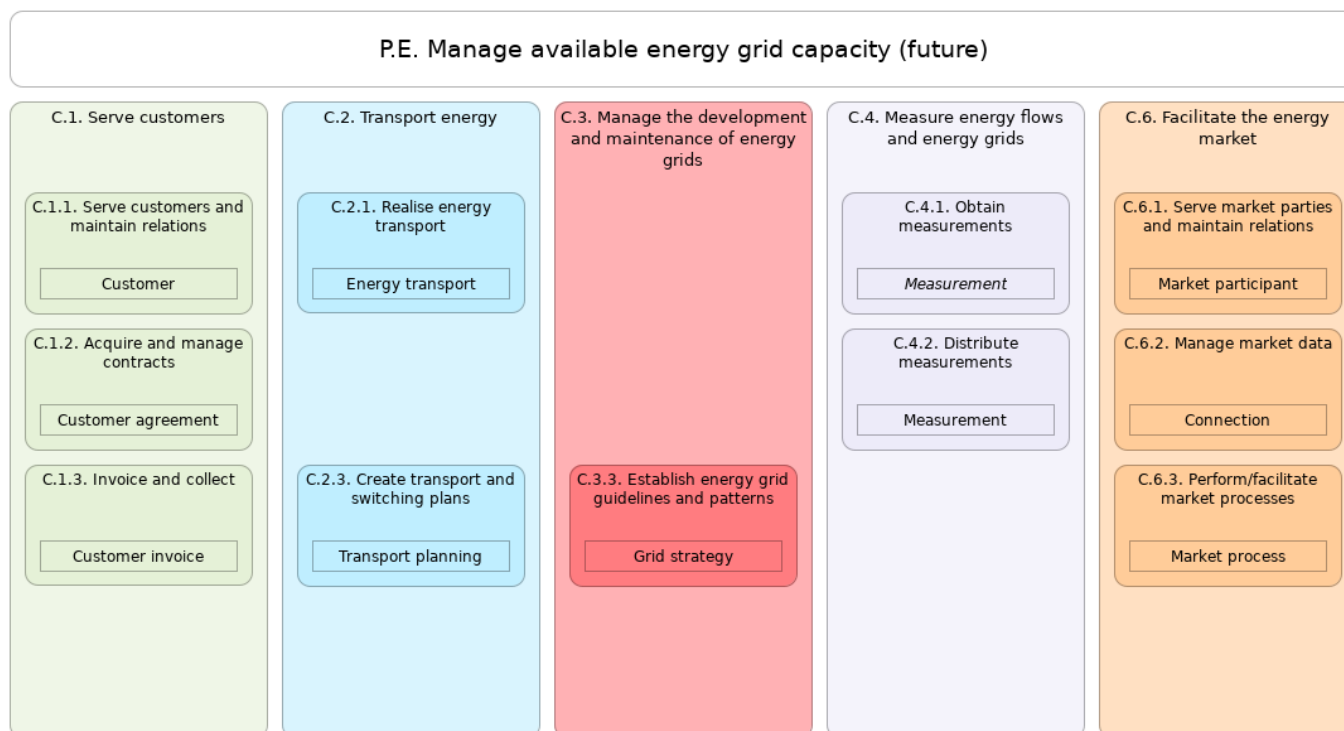 P.E. Manage available energy grid capacity (future)
C.1. Serve customers
C.1.1. Serve customers and
maintain relations
Customer
C.1.2. Acquire and manage
contracts
Customer agreement
C.1.3. Invoice and collect
Customer invoice
C.2. Transport energy
C.2.1. Realise energy
transport
Energy transport
C.2.3. Create transport and
switching plans
Transport planning
C.3. Manage the development
and maintenance of energy
grids
C.3.3. Establish energy grid
guidelines and patterns
Grid strategy
C.4. Measure energy flows
and energy grids
C.4.1. Obtain
measurements
Measurement
C.4.2. Distribute
measurements
Measurement
C.6. Facilitate the energy
market
C.6.1. Serve market parties
and maintain relations
Market participant
C.6.2. Manage market data
Connection
C.6.3. Perform/facilitate
market processes
Market process